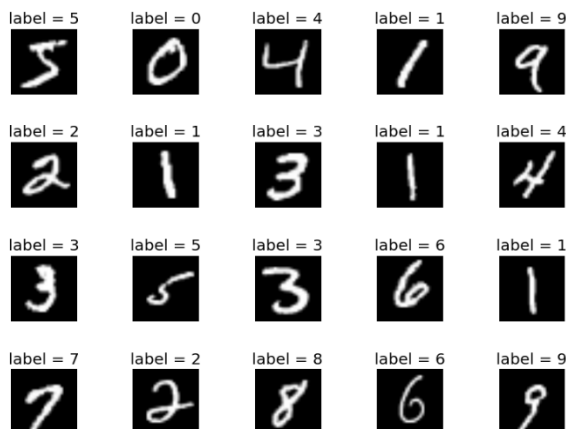 label = 5 label = 0 label = 4 label = 1 label = 9
5 0 4 1 9
label = 2 label = 1 label = 3 label = 1 label = 4
2 1 3 1 4
label = 3 label = 5 label = 3 label = 6 label = 1
3 5 3 6 1
label = 7 label = 2 label = 8 label = 6 label = 9
7 2 8 6 9